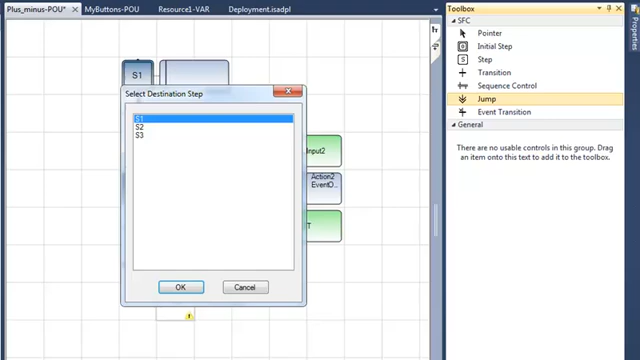 Plus_minus-POU*
MyButtons-POU
Resource1-VAR
Deployment.isadpl
Toolbox
SFC
Pointer
Initial Step
Step
Transition
Sequence Control
Jump
Event Transition
General
There are no usable controls in this group. Drag
an item onto this text to add it to the toolbox.
Properties
S1
Select Destination Step
S1
S2
S3
OK
Cancel
Input2
Action2
EventD...
T